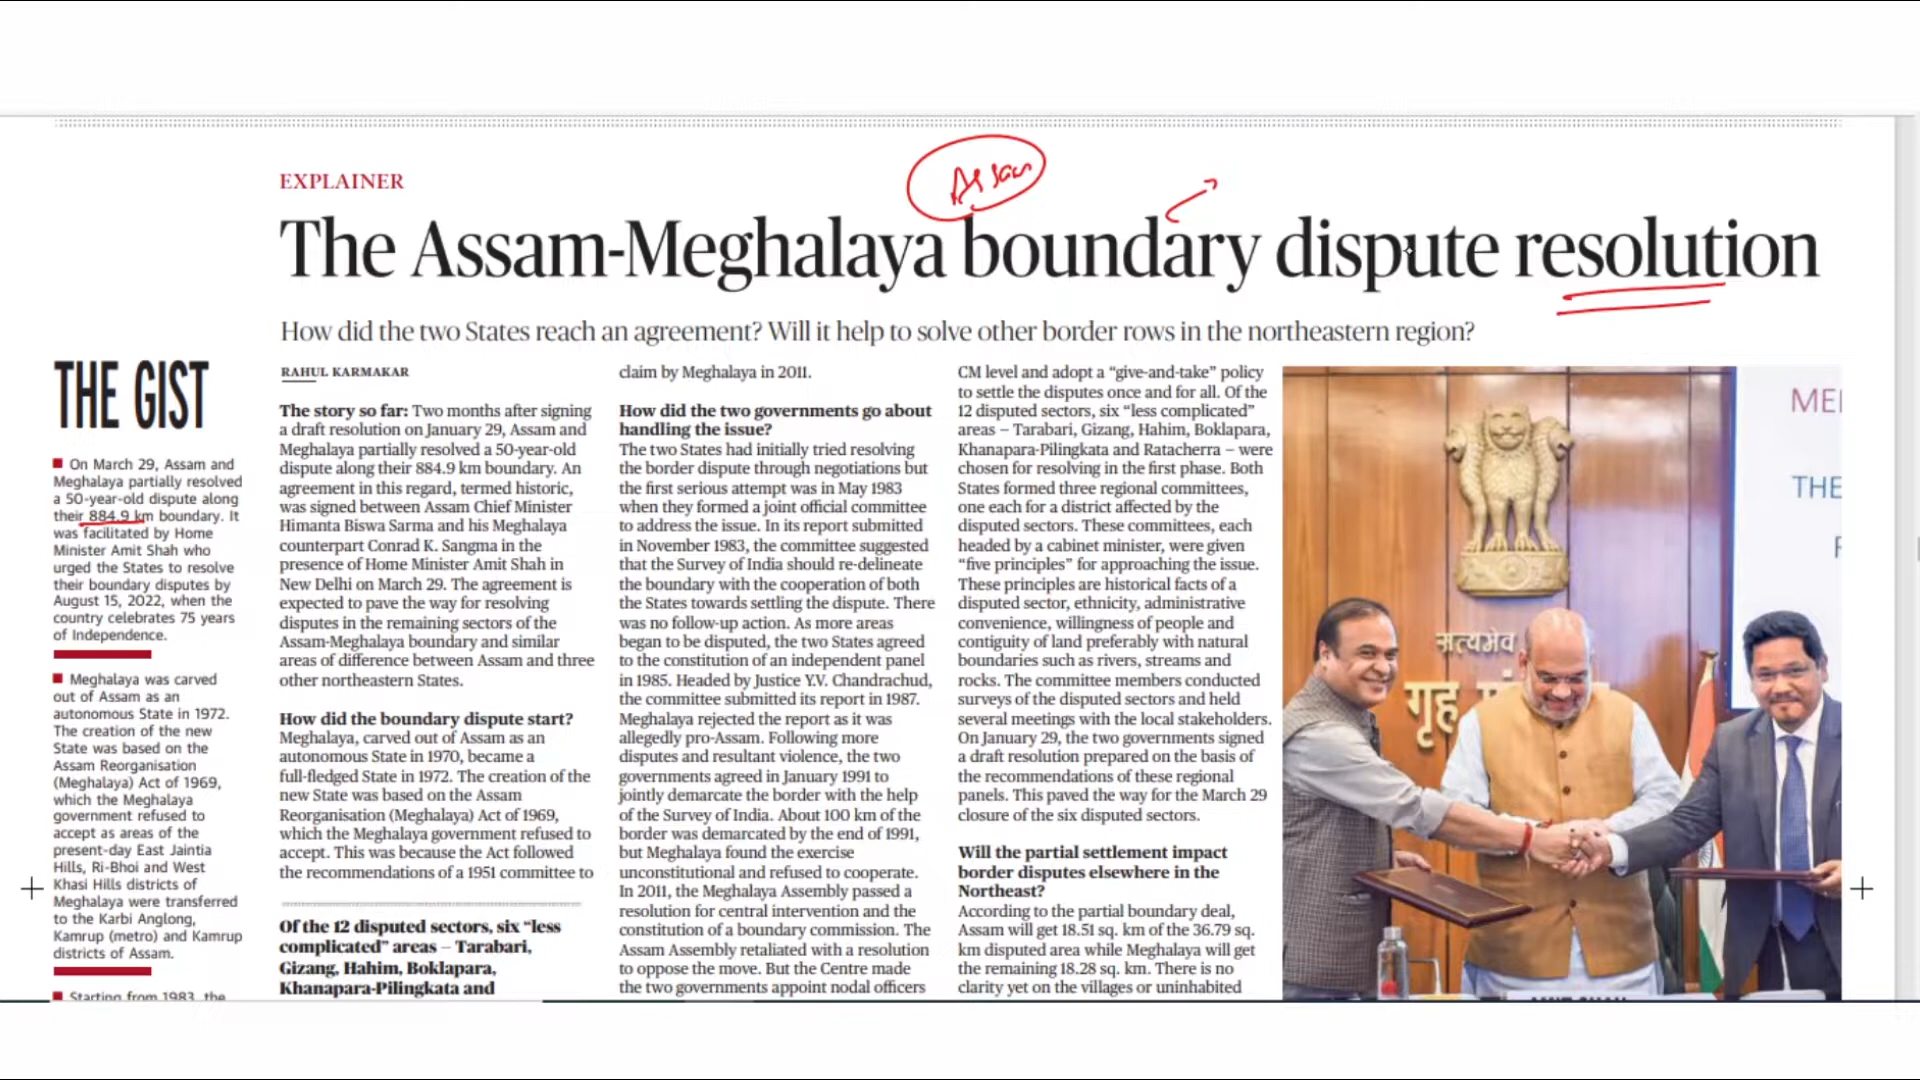 Assam
EXPLAINER
The Assam-Meghalaya boundary dispute resolution
How did the two States reach an agreement? Will it help to solve other border rows in the northeastern region?
THE GIST
On March 29, Assam and
Meghalaya partially resolved
a 50-year-old dispute along
their 884.9 km boundary. It
was facilitated by Home
Minister Amit Shah who
urged the States to resolve
their boundary disputes by
August 15, 2022, when the
country celebrates 75 years
of Independence.
Meghalaya was carved
out of Assam as an
autonomous State in 1972.
The creation of the new
State was based on the
Assam Reorganisation
(Meghalaya) Act of 1969,
which the Meghalaya
government refused to
accept as areas of the
present-day East Jaintia
Hills, Ri-Bhoi and West
Khasi Hills districts of
Meghalaya were transferred
to the Karbi Anglong,
Kamrup (metro) and Kamrup
districts of Assam.
Starting from 1983, the
RAHUL KARMAKAR
The story so far: Two months after signing
a draft resolution on January 29, Assam and
Meghalaya partially resolved a 50-year-old
dispute along their 884.9 km boundary. An
agreement in this regard, termed historic,
was signed between Assam Chief Minister
Himanta Biswa Sarma and his Meghalaya
counterpart Conrad K. Sangma in the
presence of Home Minister Amit Shah in
New Delhi on March 29. The agreement is
expected to pave the way for resolving
disputes in the remaining sectors of the
Assam-Meghalaya boundary and similar
areas of difference between Assam and three
other northeastern States.
How did the boundary dispute start?
Meghalaya, carved out of Assam as an
autonomous State in 1970, became a
full-fledged State in 1972. The creation of the
new State was based on the Assam
Reorganisation (Meghalaya) Act of 1969,
which the Meghalaya government refused to
accept. This was because the Act followed
the recommendations of a 1951 committee to
Of the 12 disputed sectors, six “less
complicated” areas – Tarabari,
Gizang, Hahim, Boklapara,
Khanapara-Pilingkata and
claim by Meghalaya in 2011.
How did the two governments go about
handling the issue?
The two States had initially tried resolving
the border dispute through negotiations but
the first serious attempt was in May 1983
when they formed a joint official committee
to address the issue. In its report submitted
in November 1983, the committee suggested
that the Survey of India should re-delineate
the boundary with the cooperation of both
the States towards settling the dispute. There
was no follow-up action. As more areas
began to be disputed, the two States agreed
to the constitution of an independent panel
in 1985. Headed by Justice Y.V. Chandrachud,
the committee submitted its report in 1987.
Meghalaya rejected the report as it was
allegedly pro-Assam. Following more
disputes and resultant violence, the two
governments agreed in January 1991 to
jointly demarcate the border with the help
of the Survey of India. About 100 km of the
border was demarcated by the end of 1991,
but Meghalaya found the exercise
unconstitutional and refused to cooperate.
In 2011, the Meghalaya Assembly passed a
resolution for central intervention and the
constitution of a boundary commission. The
Assam Assembly retaliated with a resolution
to oppose the move. But the Centre made
the two governments appoint nodal officers
CM level and adopt a “give-and-take” policy
to settle the disputes once and for all. Of the
12 disputed sectors, six “less complicated”
areas – Tarabari, Gizang, Hahim, Boklapara,
Khanapara-Pilingkata and Ratacherra – were
chosen for resolving in the first phase. Both
States formed three regional committees,
one each for a district affected by the
disputed sectors. These committees, each
headed by a cabinet minister, were given
“five principles” for approaching the issue.
These principles are historical facts of a
disputed sector, ethnicity, administrative
convenience, willingness of people and
contiguity of land preferably with natural
boundaries such as rivers, streams and
rocks. The committee members conducted
surveys of the disputed sectors and held
several meetings with the local stakeholders.
On January 29, the two governments signed
a draft resolution prepared on the basis of
the recommendations of these regional
panels. This paved the way for the March 29
closure of the six disputed sectors.
Will the partial settlement impact
border disputes elsewhere in the
Northeast?
According to the partial boundary deal,
Assam will get 18.51 sq. km of the 36.79 sq.
km disputed area while Meghalaya will get
the remaining 18.28 sq. km. There is no
clarity yet on the villages or uninhabited
THE
सत्यमेव
गृह